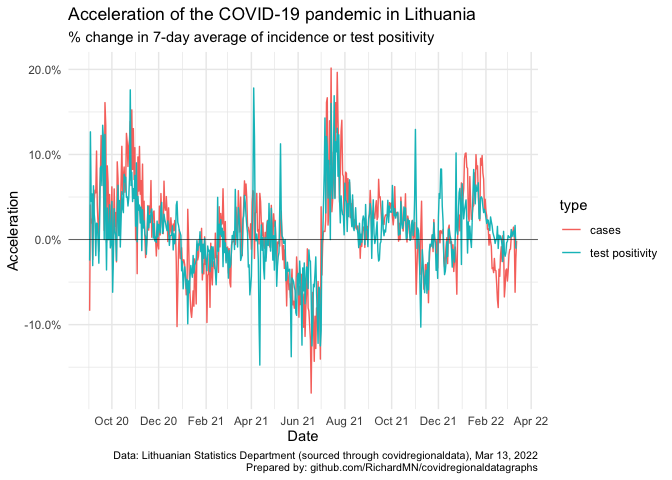 Acceleration of the COVID-19 pandemic in Lithuania
% change in 7-day average of incidence or test positivity
20.0%
10.0%
0.0%
-10.0%
Acceleration
Oct 20 Dec 20 Feb 21 Apr 21 Jun 21 Aug 21 Oct 21 Dec 21 Feb 22 Apr 22
Date
type
cases
test positivity
Data: Lithuanian Statistics Department (sourced through covidregionaldata), Mar 13, 2022
Prepared by: github.com/RichardMN/covidregionaldatagraphs